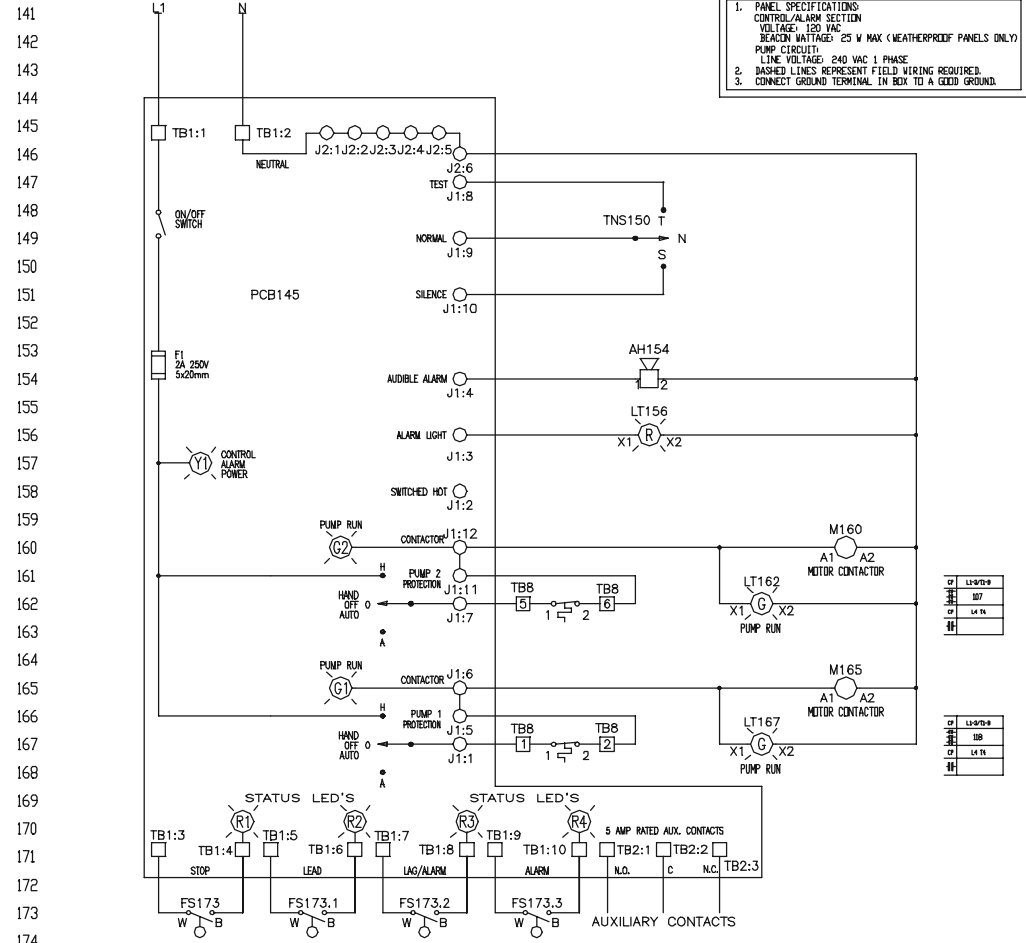 141 L1 N
1. PANEL SPECIFICATIONS:
CONTROL/ALARM SECTION
VOLTAGE: 120 VAC
142
BEACON WATTAGE: 25 W MAX (WEATHERPROOF PANELS ONLY)
PUMP CIRCUIT:
LINE VOLTAGE: 240 VAC 1 PHASE
143
2. DASHED LINES REPRESENT FIELD WIRING REQUIRED.
3. CONNECT GROUND TERMINAL IN BOX TO A GOOD GROUND.
144
145 TB1:1 TB1:2
J2:1 J2:2 J2:3 J2:4 J2:5
146 NEUTRAL J2:6
147 TEST
J1:8
148 ON/OFF TNS150 T
SWITCH
149 NORMAL N
J1:9 S
150
151 PCB145 SILENCE
J1:10
152
153 F1 AH154
2A 250V
5x20mm
154 AUDIBLE ALARM 1 2
J1:4
155 LT156
156 ALARM LIGHT X1 R X2
J1:3
157 Y1 CONTROL
ALARM
POWER
158 SWITCHED HOT
J1:2
159
PUMP RUN M160
160 G2 CONTACTOR J1:12 A1 A2
MOTOR CONTACTOR
161 H PUMP 2
PROTECTION
J1:11 TB8 TB8 LT162
162 HAND
OFF O
AUTO
J1:7 5 1 2 6 X1 G X2
107
L4 T4
163 PUMP RUN
A
164
PUMP RUN M165
165 G1 CONTACTOR J1:6 A1 A2
MOTOR CONTACTOR
166 H PUMP 1
PROTECTION
J1:5 TB8 TB8 LT167
167 HAND
OFF O
AUTO
J1:1 1 1 2 2 X1 G X2
108
L4 T4
168 PUMP RUN
A
169 STATUS LED'S STATUS LED'S
170 R1 R2 R3 R4 5 AMP RATED AUX. CONTACTS
171 TB1:3 TB1:4 TB1:5 TB1:6 TB1:7 TB1:8 TB1:9 TB1:10 TB2:1 TB2:2 TB2:3
STOP LEAD LAG/ALARM ALARM N.O. C N.C.
172
173 FS173 FS173.1 FS173.2 FS173.3
W B W B W B W B AUXILIARY CONTACTS
174